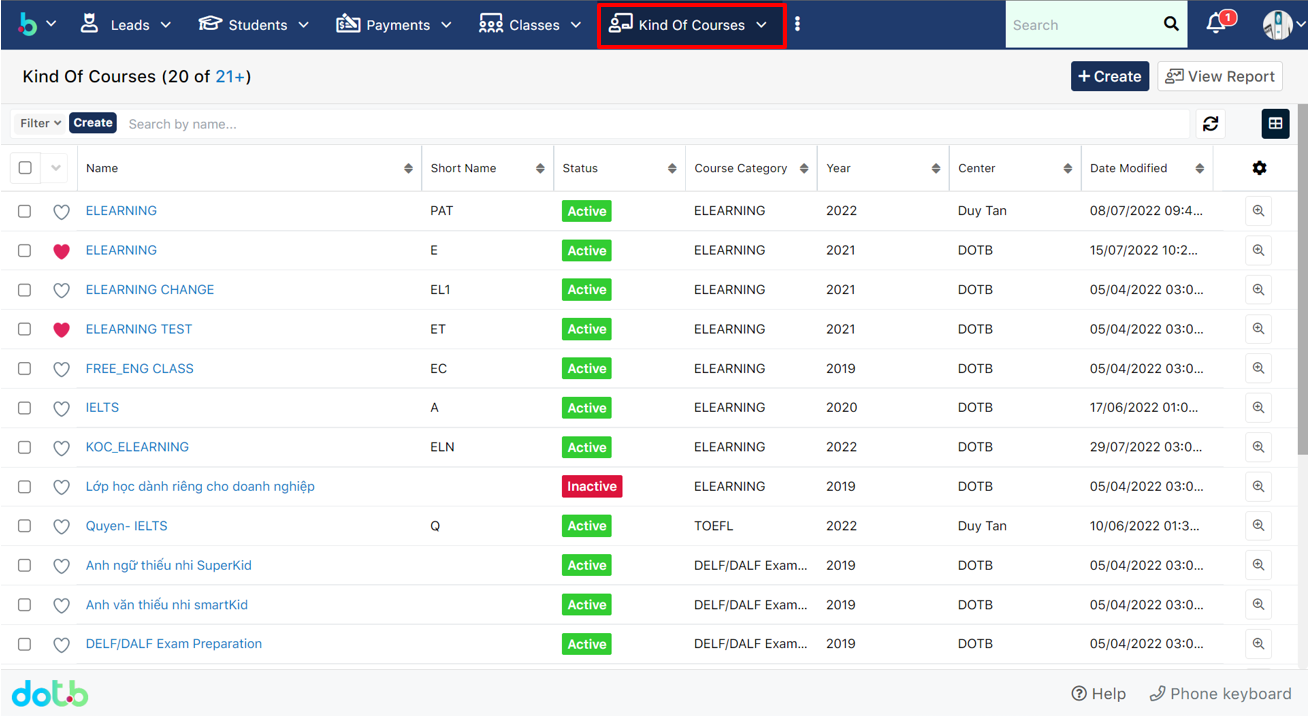 b Leads Students Payments Classes Kind Of Courses Search 1
Kind Of Courses (20 of 21+) + Create View Report
Filter Create Search by name...
Name Short Name Status Course Category Year Center Date Modified
ELEARNING PAT Active ELEARNING 2022 Duy Tan 08/07/2022 09:4...
ELEARNING E Active ELEARNING 2021 DOTB 15/07/2022 10:2...
ELEARNING CHANGE EL1 Active ELEARNING 2021 DOTB 05/04/2022 03:0...
ELEARNING TEST ET Active ELEARNING 2021 DOTB 05/04/2022 03:0...
FREE_ENG CLASS EC Active ELEARNING 2019 DOTB 05/04/2022 03:0...
IELTS A Active ELEARNING 2020 DOTB 17/06/2022 01:0...
KOC_ELEARNING ELN Active ELEARNING 2022 DOTB 29/07/2022 03:0...
Lớp học dành riêng cho doanh nghiệp Inactive ELEARNING 2019 DOTB 05/04/2022 03:0...
Quyen- IELTS Q Active TOEFL 2022 Duy Tan 10/06/2022 01:3...
Anh ngữ thiếu nhi SuperKid Active DELF/DALF Exam... 2019 DOTB 05/04/2022 03:0...
Anh văn thiếu nhi smartKid Active DELF/DALF Exam... 2019 DOTB 05/04/2022 03:0...
DELF/DALF Exam Preparation Active DELF/DALF Exam... 2019 DOTB 05/04/2022 03:0...
dotb Help Phone keyboard